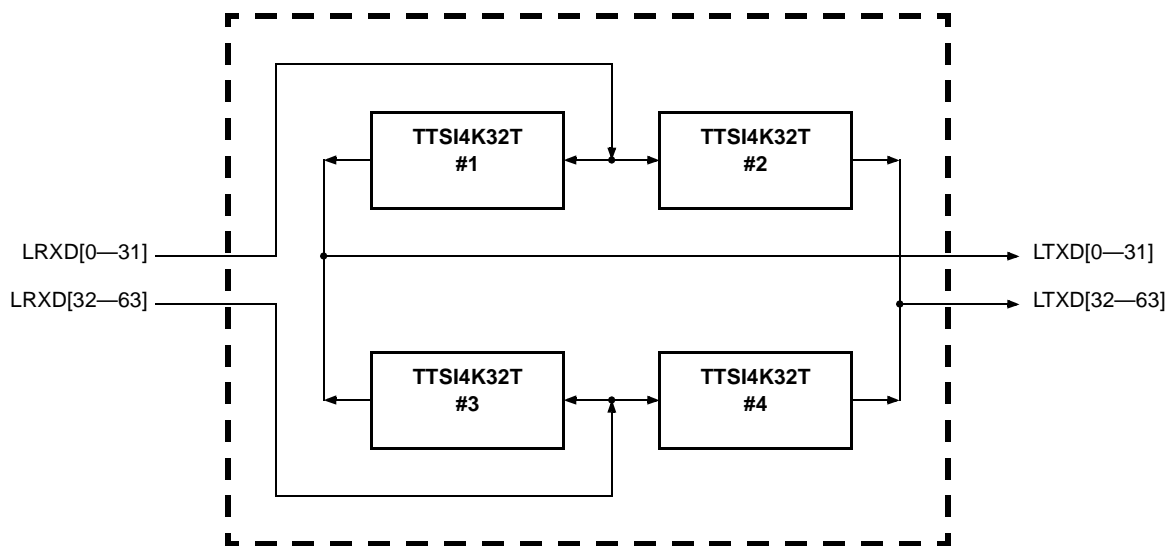 TTSI4K32T
#1
TTSI4K32T
#2
LRXD[0—31]
LTXD[0—31]
LRXD[32—63]
LTXD[32—63]
TTSI4K32T
#3
TTSI4K32T
#4